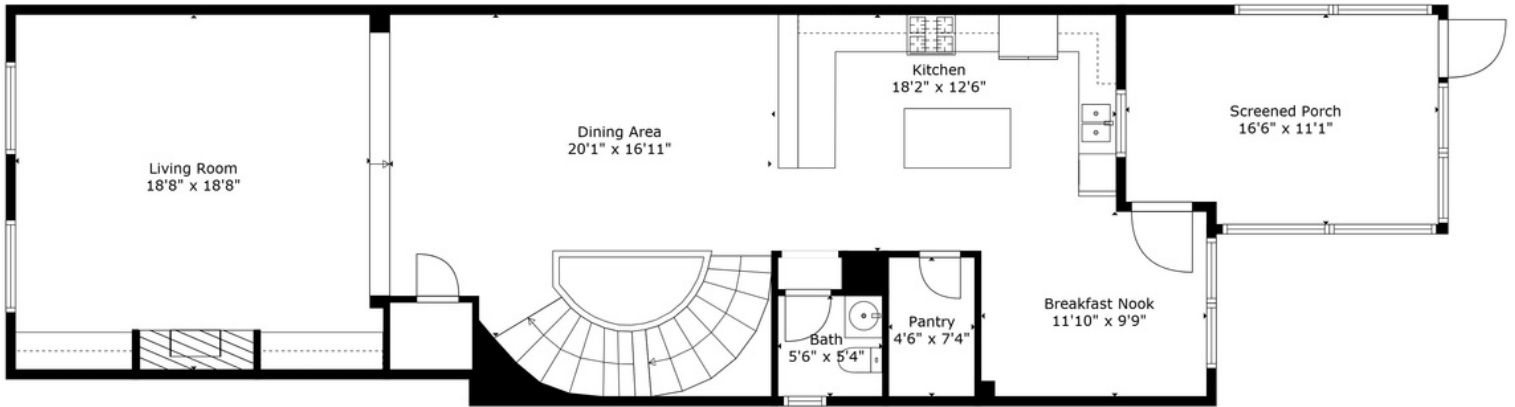 Living Room
18'8" x 18'8"
Dining Area
20'1" x 16'11"
Kitchen
18'2" x 12'6"
Screened Porch
16'6" x 11'1"
Bath
5'6" x 5'4"
Pantry
4'6" x 7'4"
Breakfast Nook
11'10" x 9'9"